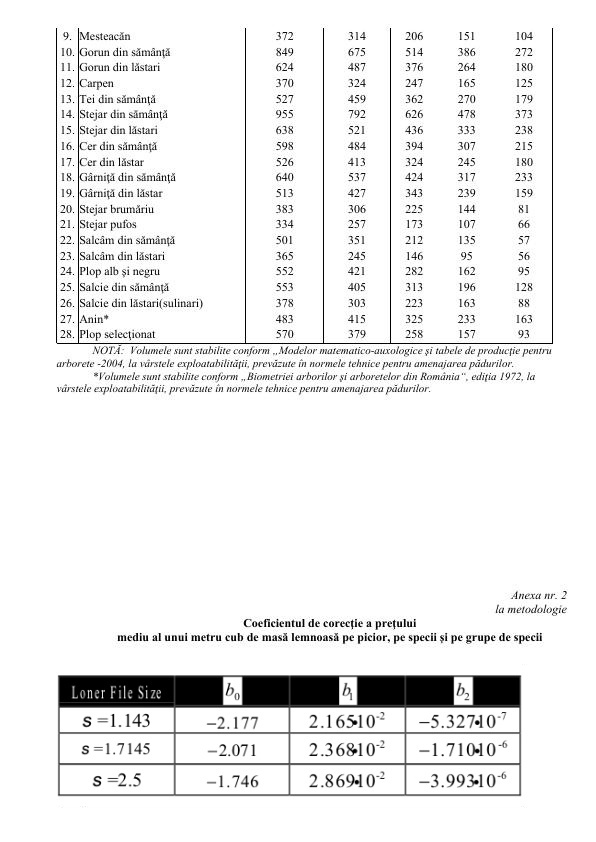 9. Mesteacăn 372 314 206 151 104
10. Gorun din sământă 849 675 514 386 272
11. Gorun din lăstari 624 487 376 264 180
12. Carpen 370 324 247 165 125
13. Tei din sămânţă 527 459 362 270 179
14. Stejar din sămânţă 955 792 626 478 373
15. Stejar din lăstari 638 521 436 333 238
16. Cer din sămânţă 598 484 394 307 215
17. Cer din lăstar 526 413 324 245 180
18. Gârniţă din sămânţă 640 537 424 317 233
19. Gârniţă din lăstar 513 427 343 239 159
20. Stejar brumăriu 383 306 225 144 81
21. Stejar pufos 334 257 173 107 66
22. Salcâm din sămânţă 501 351 212 135 57
23. Salcâm din lăstari 365 245 146 95 56
24. Plop alb şi negru 552 421 282 162 95
25. Salcie din sămânţă 553 405 313 196 128
26. Salcie din lăstari(sulinari) 378 303 223 163 88
27. Anin* 483 415 325 233 163
28. Plop selecţionat 570 379 258 157 93
NOTĂ: Volumele sunt stabilite conform „Modelor matematico-auxologice şi tabele de producţie pentru
arborete -2004, la vârstele exploatabilităţii, prevăzute în normele tehnice pentru amenajarea pădurilor.
*Volumele sunt stabilite conform „Biometriei arborilor şi arboretelor din România“, ediţia 1972, la
vârstele exploatabilităţii, prevăzute în normele tehnice pentru amenajarea pădurilor.
Anexa nr. 2
la metodologie
Coeficientul de corecţie a preţului
mediu al unui metru cub de masă lemnoasă pe picior, pe specii şi pe grupe de specii
Loner File Size b0 b1 b2
s =1.143 −2.177 2.165•10-2 −5.327•10-7
s =1.7145 −2.071 2.368•10-2 −1.710•10-6
s =2.5 −1.746 2.869•10-2 −3.993•10-6